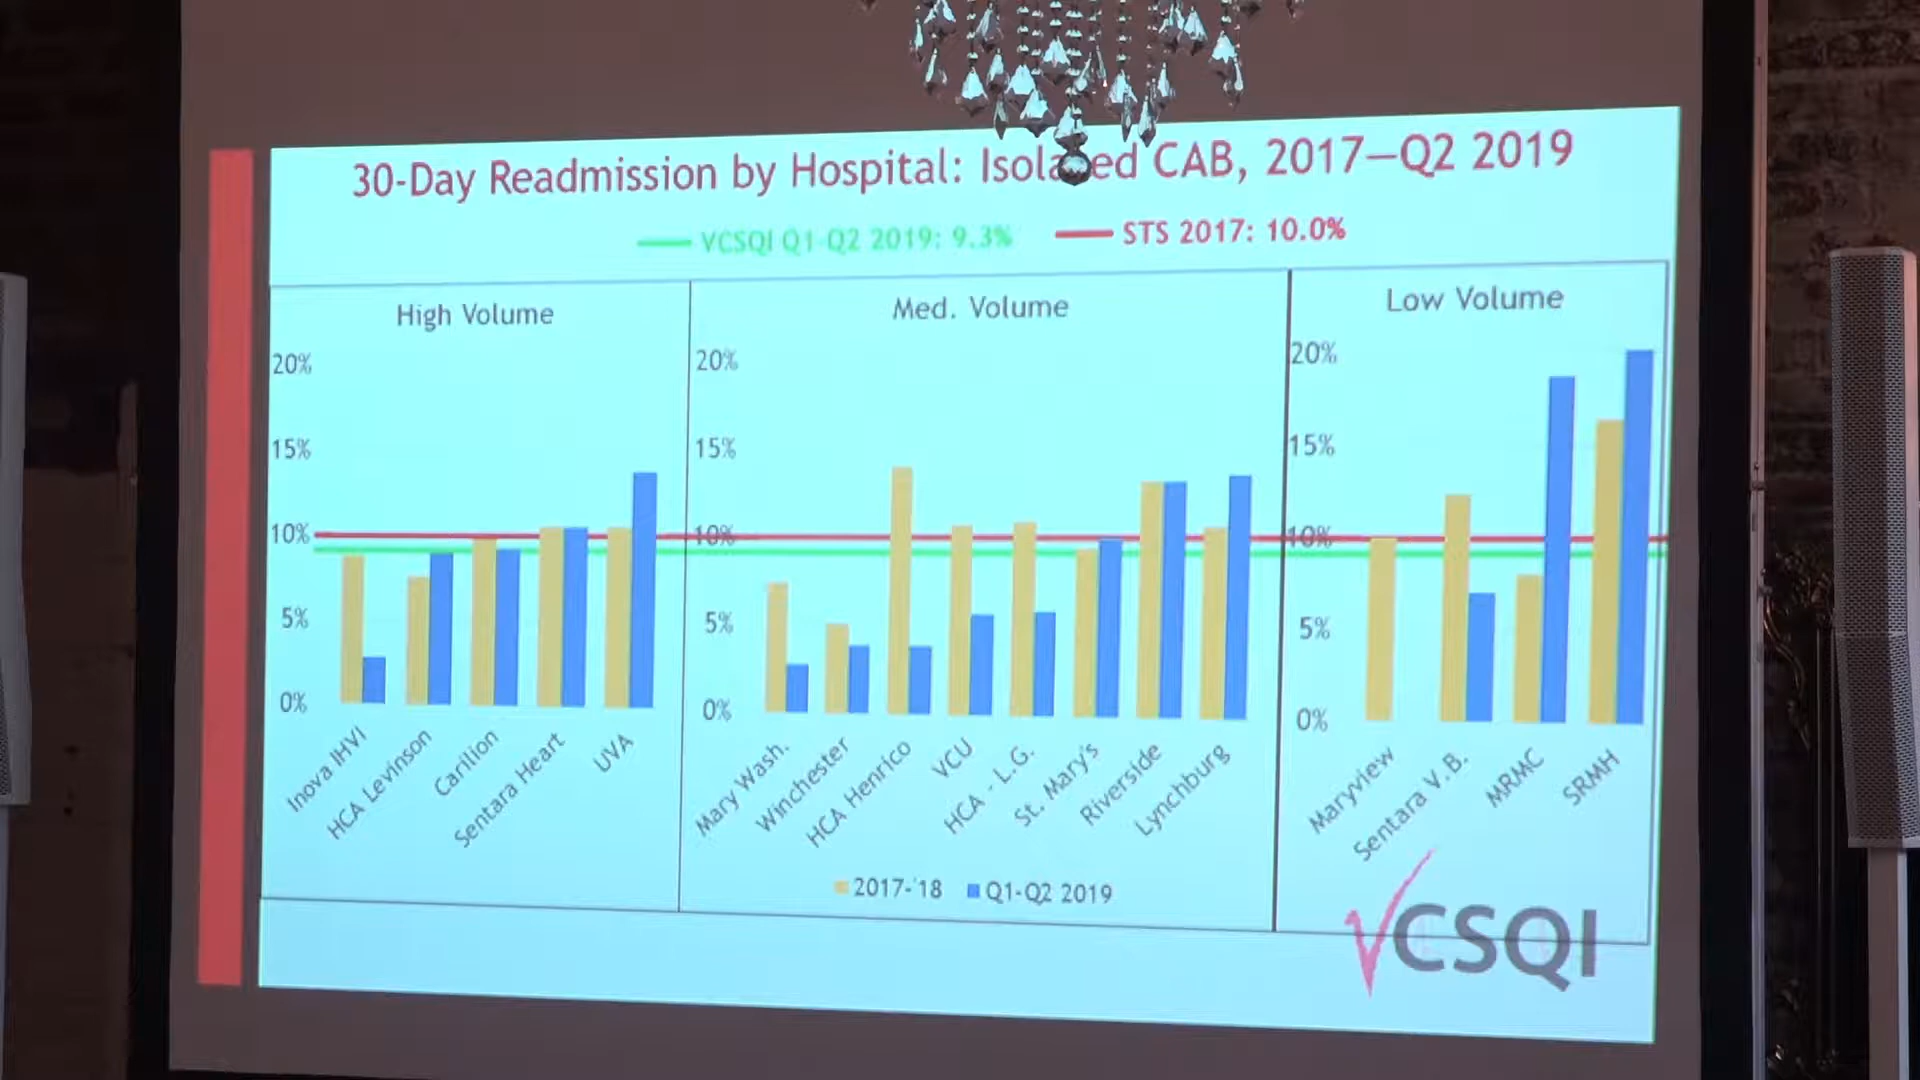 30-Day Readmission by Hospital: Isolated CAB, 2017—Q2 2019
VCSQI Q1-Q2 2019: 9.3% STS 2017: 10.0%
High Volume
20%
15%
10%
5%
0%
Inova IHVI
HCA Levinson
Carilion
Sentara Heart
UVA
Med. Volume
20%
15%
10%
5%
0%
Mary Wash.
Winchester
HCA Henrico
VCU
HCA - L.G.
St. Mary's
Riverside
Lynchburg
2017-'18 Q1-Q2 2019
Low Volume
20%
15%
10%
5%
0%
Maryview
Sentara V.B.
MRMC
SRMH
VCSQI